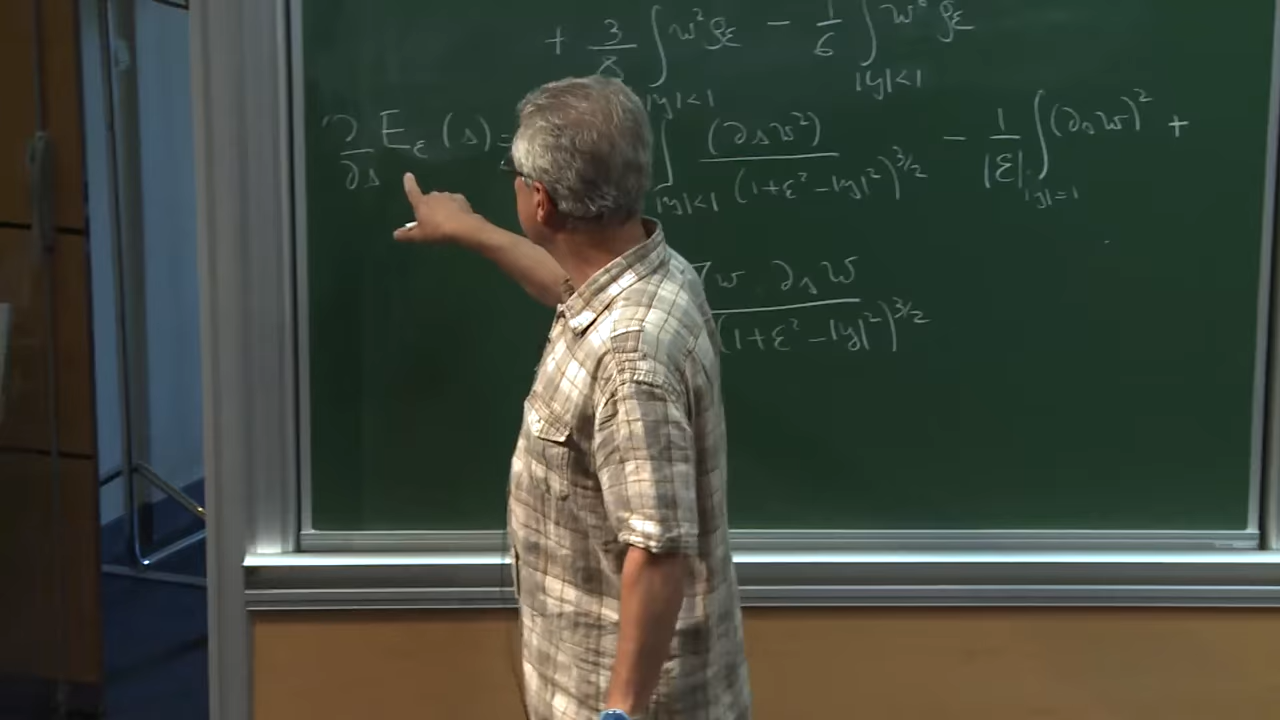 + 3/8 ∫_{|y|<1} w² ρ_ε − 1/6 ∫_{|y|<1} w⁶ ρ_ε
∂/∂s E_ε (s) = ∫_{|y|<1} (∂_s w²) / (1+ε²−|y|²)^{3/2} − 1/|ε| ∫_{|y|=1} (∂_s w)² +
∇w ∂_s w / (1+ε²−|y|²)^{3/2}